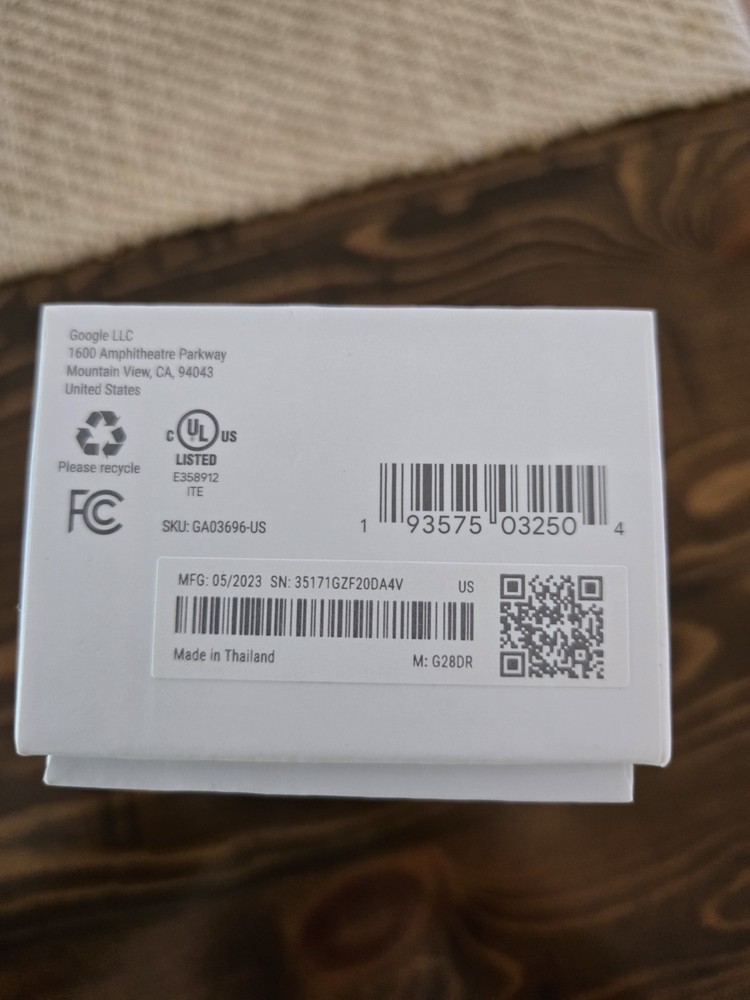 Google LLC
1600 Amphitheatre Parkway
Mountain View, CA, 94043
United States
Please recycle
C UL US
LISTED
E358912
ITE
FC
SKU: GA03696-US
1 93575 03250 4
MFG: 05/2023 SN: 35171GZF20DA4V US
Made in Thailand M: G28DR